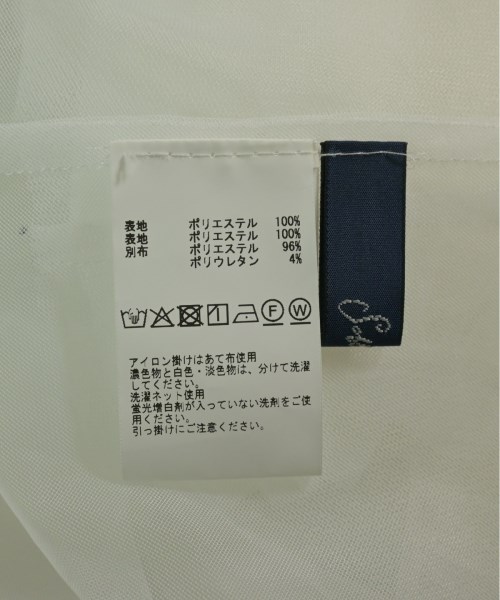 表地 ポリエステル 100%
表地 ポリエステル 100%
別布 ポリエステル 96%
ポリウレタン 4%
F W
アイロン掛けはあて布使用
濃色物と白色・淡色物は、分けて洗濯
してください。
洗濯ネット使用
蛍光増白剤が入っていない洗剤をご使
用ください。
引っ掛けにご注意ください。